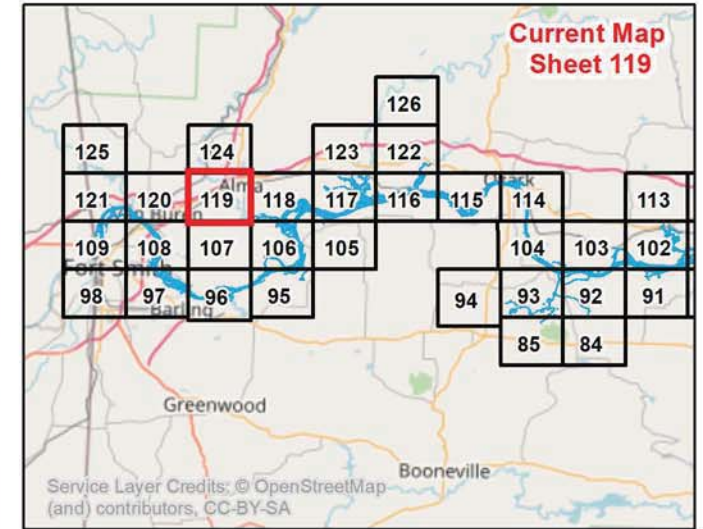 Current Map
Sheet 119
126
125 124 123 122
Alma Ozark
121 120 119 118 117 116 115 114 113
Van Buren
109 108 107 106 105 104 103 102
Fort Smith
98 97 96 95 94 93 92 91
Barling
85 84
Greenwood
Booneville
Service Layer Credits: © OpenStreetMap
(and) contributors, CC-BY-SA